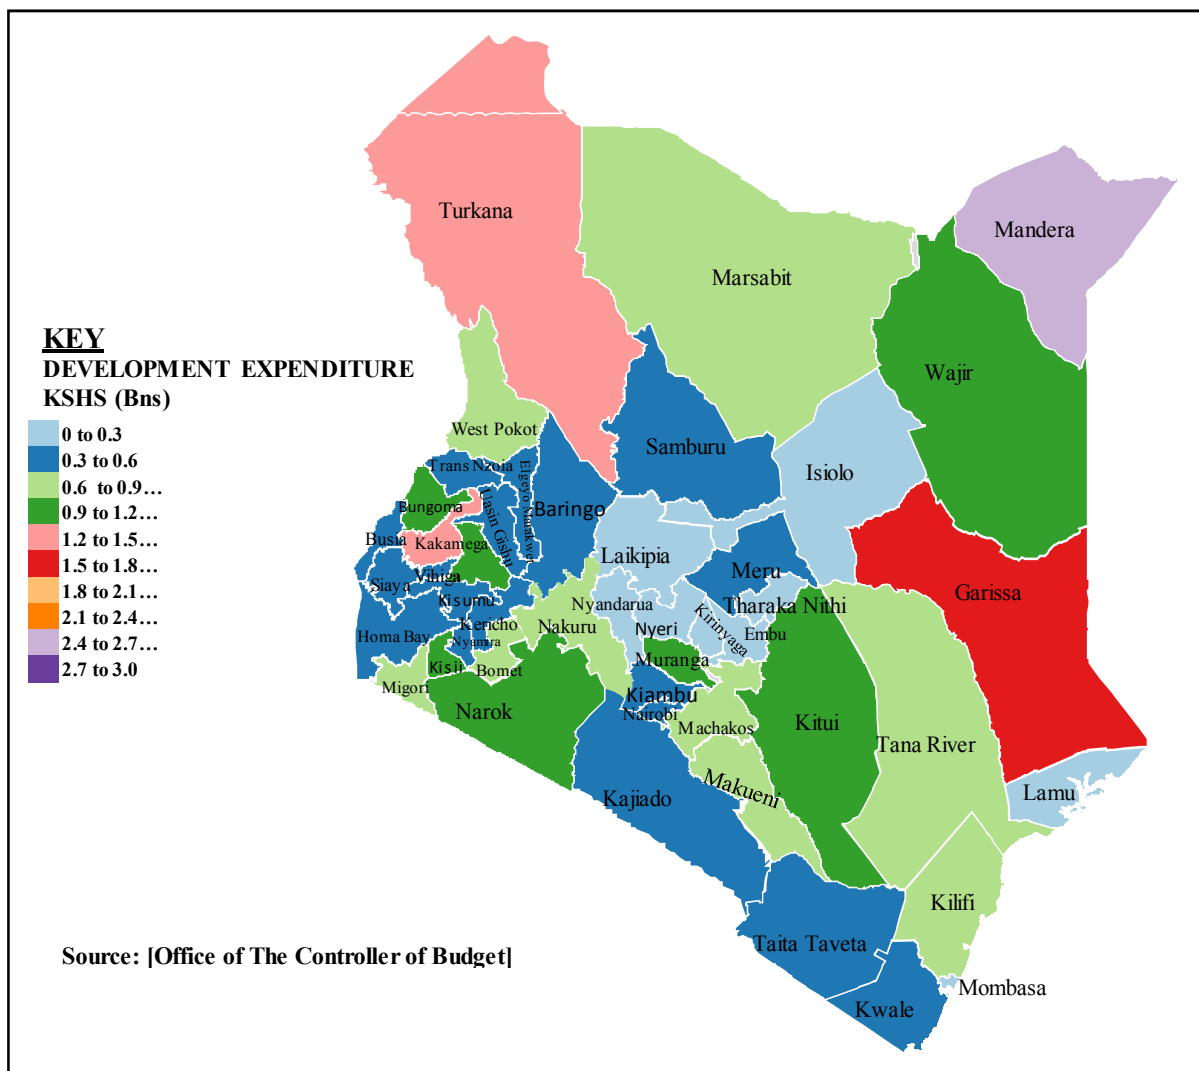 Turkana
Mandera
Marsabit
KEY
DEVELOPMENT EXPENDITURE
KSHS (Bns)
0 to 0.3
0.3 to 0.6
0.6 to 0.9…
0.9 to 1.2…
1.2 to 1.5…
1.5 to 1.8…
1.8 to 2.1…
2.1 to 2.4…
2.4 to 2.7…
2.7 to 3.0
Wajir
West Pokot
Samburu
Isiolo
Trans Nzoia
Elgeyo Marakwet
Uasin Gishu
Baringo
Bungoma
Busia
Kakamega
Laikipia
Vihiga
Siaya
Meru
Garissa
Kisumu
Nyandarua
Tharaka Nithi
Kericho
Nakuru
Nyeri
Kirinyaga
Embu
Homa Bay
Nyamira
Kisii
Bomet
Muranga
Migori
Kiambu
Narok
Nairobi
Machakos
Kitui
Tana River
Makueni
Kajiado
Lamu
Kilifi
Taita Taveta
Source: [Office of The Controller of Budget]
Mombasa
Kwale